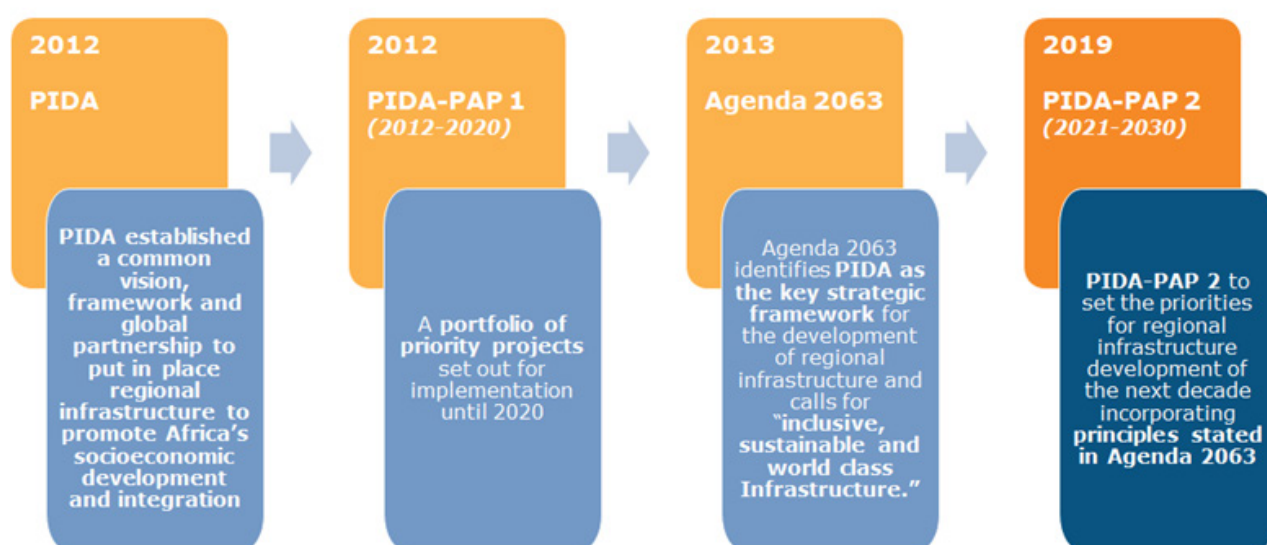 2012
PIDA
PIDA established
a common
vision,
framework and
global
partnership to
put in place
regional
infrastructure to
promote Africa's
socioeconomic
development
and integration
2012
PIDA-PAP 1
(2012-2020)
A portfolio of
priority projects
set out for
implementation
until 2020
2013
Agenda 2063
Agenda 2063
identifies PIDA as
the key strategic
framework for
the development
of regional
infrastructure and
calls for
"inclusive,
sustainable and
world class
Infrastructure."
2019
PIDA-PAP 2
(2021-2030)
PIDA-PAP 2 to
set the priorities
for regional
infrastructure
development of
the next decade
incorporating
principles stated
in Agenda 2063